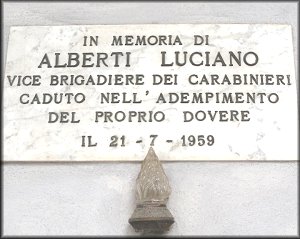 IN MEMORIA DI
ALBERTI LUCIANO
VICE BRIGADIERE DEI CARABINIERI
CADUTO NELL'ADEMPIMENTO
DEL PROPRIO DOVERE
IL 21 - 7 - 1959